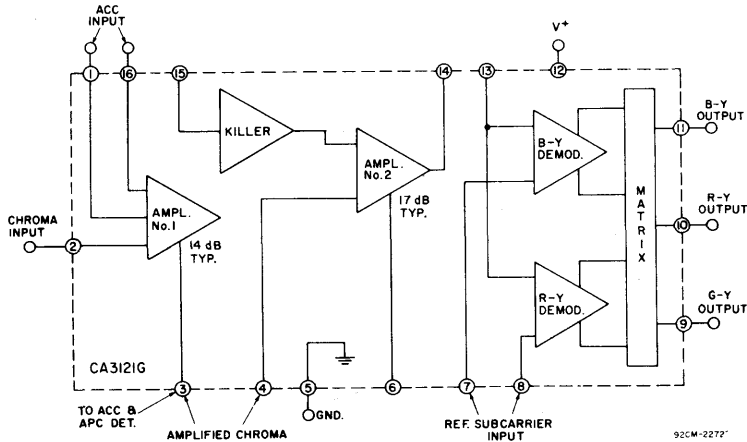 ACC
INPUT
V+
1
16
15
14
13
12
KILLER
AMPL.
No.2
17 dB
TYP.
AMPL.
No.1
14 dB
TYP.
CHROMA
INPUT
2
B-Y
DEMOD.
R-Y
DEMOD.
MATRIX
11
B-Y
OUTPUT
10
R-Y
OUTPUT
9
G-Y
OUTPUT
CA3121G
3
4
5
6
7
8
TO ACC &
APC DET.
AMPLIFIED CHROMA
GND.
REF. SUBCARRIER
INPUT